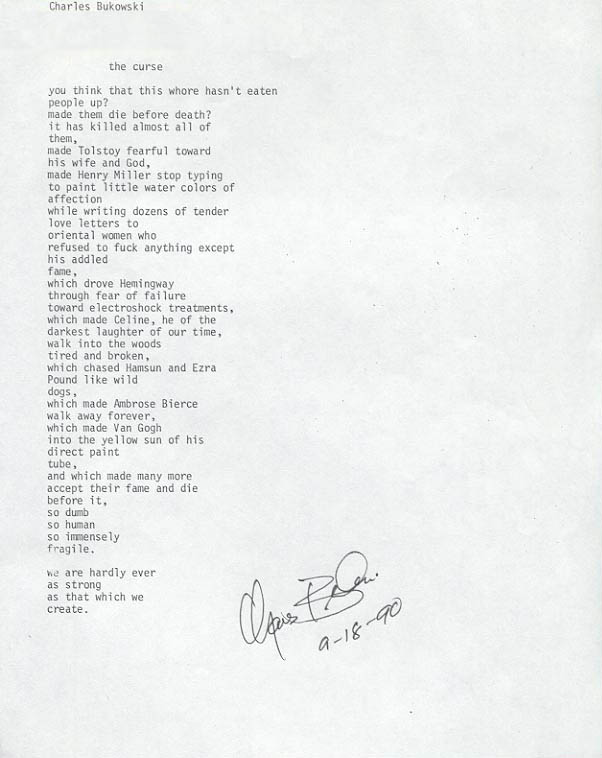 Charles Bukowski
the curse
you think that this whore hasn't eaten
people up?
made them die before death?
it has killed almost all of
them,
made Tolstoy fearful toward
his wife and God,
made Henry Miller stop typing
to paint little water colors of
affection
while writing dozens of tender
love letters to
oriental women who
refused to fuck anything except
his addled
fame,
which drove Hemingway
through fear of failure
toward electroshock treatments,
which made Celine, he of the
darkest laughter of our time,
walk into the woods
tired and broken,
which chased Hamsun and Ezra
Pound like wild
dogs,
which made Ambrose Bierce
walk away forever,
which made Van Gogh
into the yellow sun of his
direct paint
tube,
and which made many more
accept their fame and die
before it,
so dumb
so human
so immensely
fragile.
we are hardly ever
as strong
as that which we
create.
9-18-90